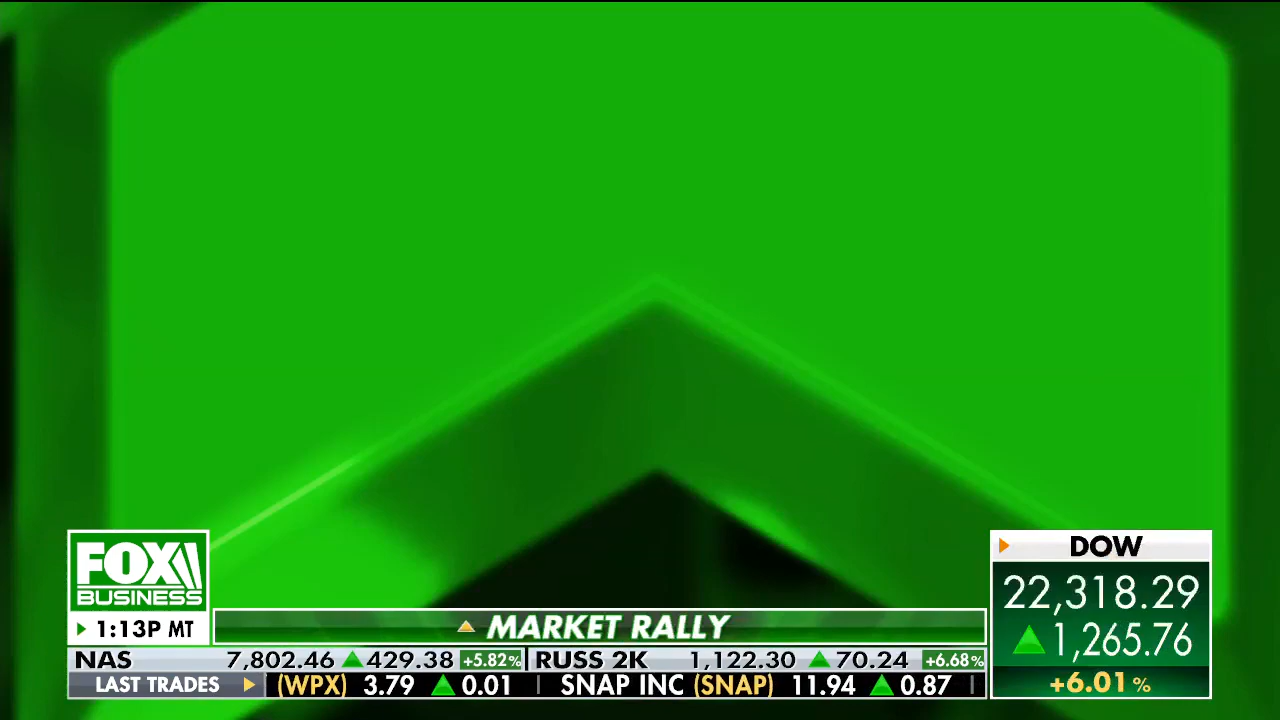 FOX
BUSINESS
1:13P MT
MARKET RALLY
NAS 7,802.46 429.38 +5.82% RUSS 2K 1,122.30 70.24 +6.68%
LAST TRADES (WPX) 3.79 0.01 | SNAP INC (SNAP) 11.94 0.87 |
DOW
22,318.29
1,265.76
+6.01%